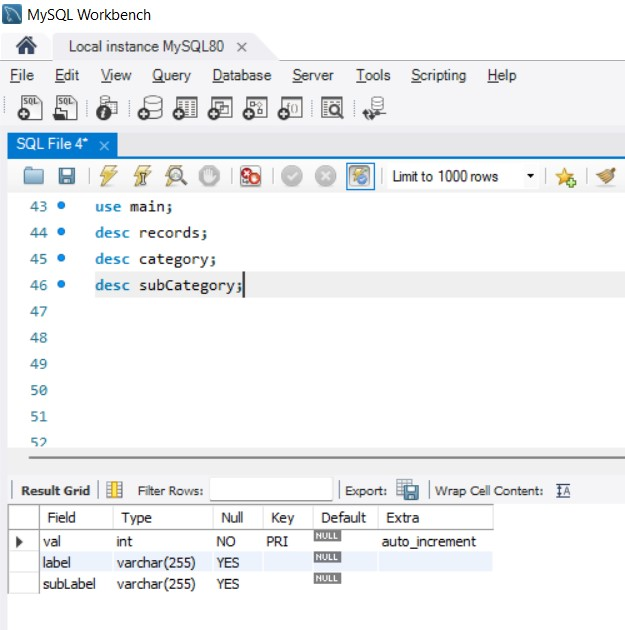 MySQL Workbench
Local instance MySQL80 ×
File Edit View Query Database Server Tools Scripting Help
SQL SQL
SQL File 4* ×
Limit to 1000 rows
43 use main;
44 desc records;
45 desc category;
46 desc subCategory;
47
48
49
50
51
52
Result Grid Filter Rows: Export: Wrap Cell Content: IA
Field Type Null Key Default Extra
val int NO PRI NULL auto_increment
label varchar(255) YES NULL
subLabel varchar(255) YES NULL